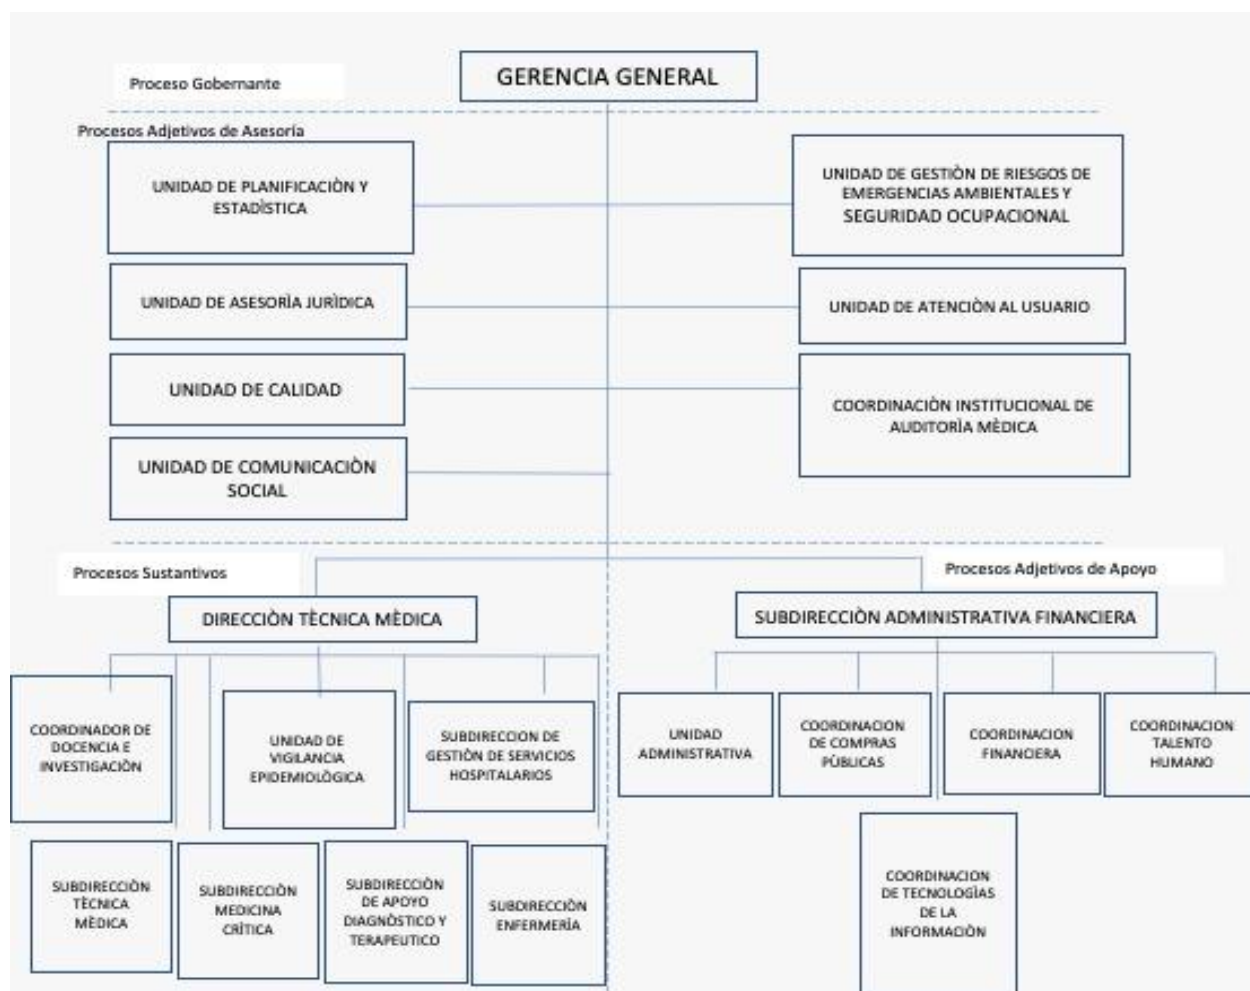 GERENCIA GENERAL
Proceso Gobernante
Procesos Adjetivos de Asesoría
UNIDAD DE PLANIFICACIÒN Y
ESTADÌSTICA
UNIDAD DE GESTIÒN DE RIESGOS DE
EMERGENCIAS AMBIENTALES Y
SEGURIDAD OCUPACIONAL
UNIDAD DE ASESORÌA JURÌDICA
UNIDAD DE ATENCIÒN AL USUARIO
UNIDAD DE CALIDAD
COORDINACIÒN INSTITUCIONAL DE
AUDITORÌA MÈDICA
UNIDAD DE COMUNICACIÒN
SOCIAL
Procesos Sustantivos
Procesos Adjetivos de Apoyo
DIRECCIÒN TÈCNICA MÈDICA
SUBDIRECCIÒN ADMINISTRATIVA FINANCIERA
COORDINADOR DE
DOCENCIA E
INVESTIGACIÒN
UNIDAD DE
VIGILANCIA
EPIDEMIOLÒGICA
SUBDIRECCION DE
GESTIÒN DE SERVICIOS
HOSPITALARIOS
UNIDAD
ADMINISTRATIVA
COORDINACION
DE COMPRAS
PÙBLICAS
COORDINACION
FINANCIERA
COORDINACION
TALENTO
HUMANO
SUBDIRECCIÒN
TÈCNICA
MÈDICA
SUBDIRECCIÒN
MEDICINA
CRÌTICA
SUBDIRECCIÒN
DE APOYO
DIAGNÒSTICO Y
TERAPEUTICO
SUBDIRECCIÒN
ENFERMERÌA
COORDINACION
DE TECNOLOGÌAS
DE LA
INFORMACIÒN